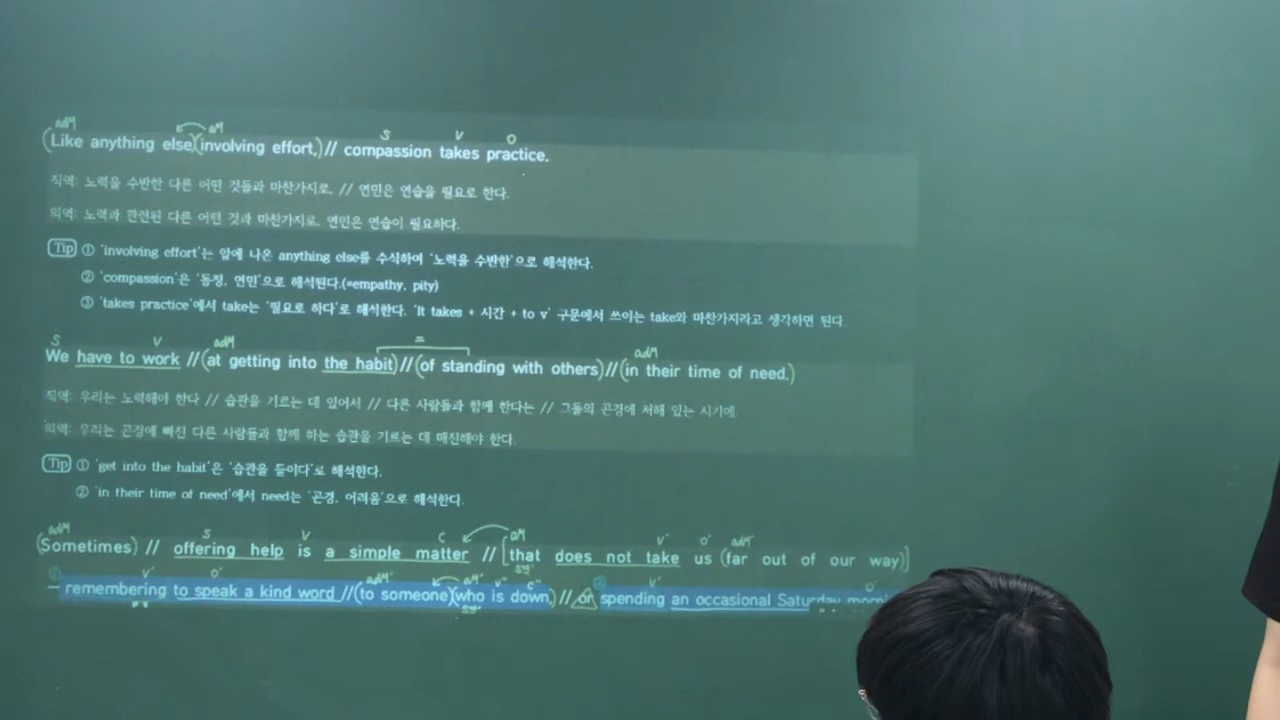 adM aM S V O
(Like anything else)(involving effort,) // compassion takes practice.
직역: 노력을 수반한 다른 어떤 것들과 마찬가지로, // 연민은 연습을 필요로 한다.
의역: 노력과 관련된 다른 어떤 것과 마찬가지로, 연민은 연습이 필요하다.
Tip ① 'involving effort'는 앞에 나온 anything else를 수식하여 '노력을 수반한'으로 해석한다.
② 'compassion'은 '동정, 연민'으로 해석된다.(=empathy, pity)
③ 'takes practice'에서 take는 '필요로 하다'로 해석한다. 'It takes + 시간 + to v' 구문에서 쓰이는 take와 마찬가지라고 생각하면 된다.
S V adM = adM
We have to work //(at getting into the habit)//(of standing with others)//(in their time of need.)
직역: 우리는 노력해야 한다 // 습관을 기르는 데 있어서 // 다른 사람들과 함께 한다는 // 그들의 곤경에 처해 있는 시기에.
의역: 우리는 곤경에 빠진 다른 사람들과 함께 하는 습관을 기르는 데 매진해야 한다.
Tip ① 'get into the habit'은 '습관을 들이다'로 해석한다.
② 'in their time of need'에서 need는 '곤경, 어려움'으로 해석한다.
adM S V C aM V' O' adM'
(Sometimes) // offering help is a simple matter // [that does not take us (far out of our way)]
S'g'
① V' O' adM' aM' V'' C'' ② V' O'
remembering to speak a kind word //(to someone)(who is down) // or spending an occasional Saturday